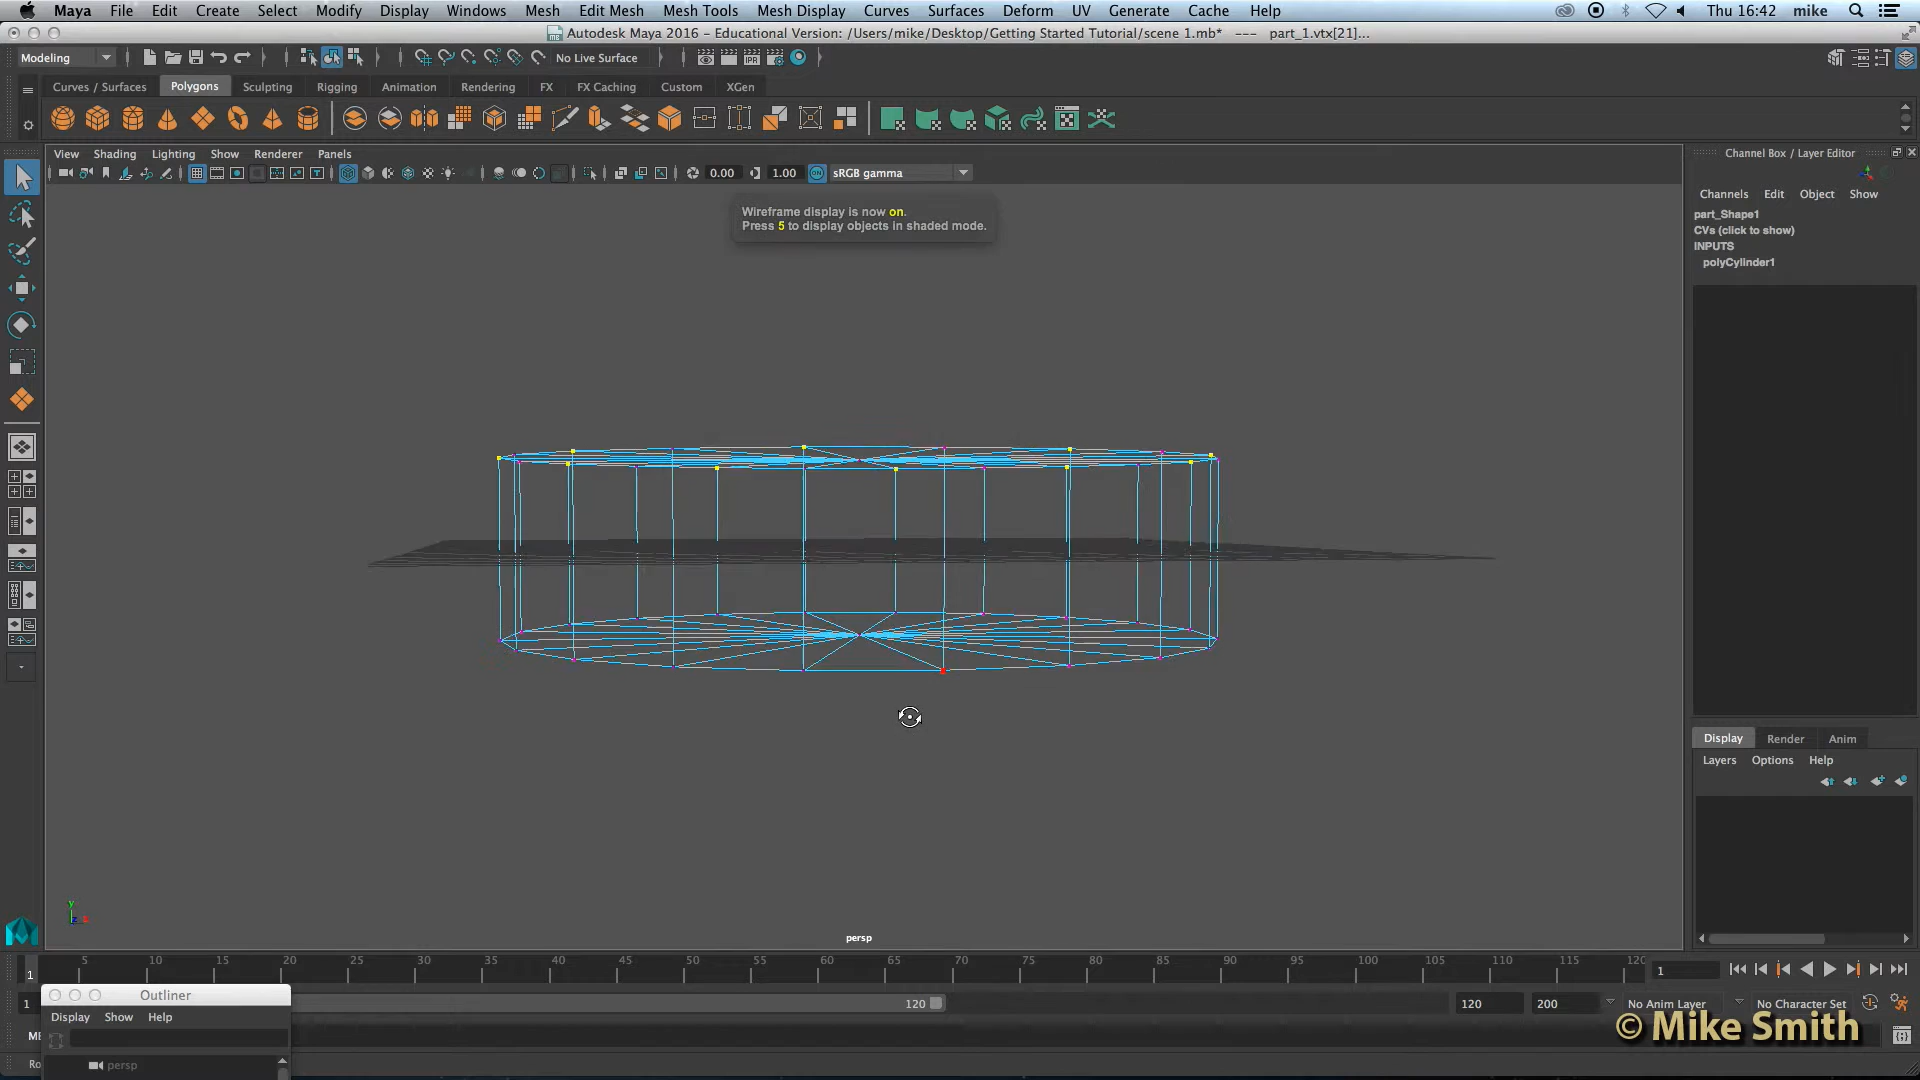 Maya File Edit Create Select Modify Display Windows Mesh Edit Mesh Mesh Tools Mesh Display Curves Surfaces Deform UV Generate Cache Help Thu 16:42 mike
Autodesk Maya 2016 - Educational Version: /Users/mike/Desktop/Getting Started Tutorial/scene 1.mb* --- part_1.vtx[21]...
Modeling No Live Surface
Curves / Surfaces Polygons Sculpting Rigging Animation Rendering FX FX Caching Custom XGen
View Shading Lighting Show Renderer Panels
0.00 1.00 ON sRGB gamma
Wireframe display is now on.
Press 5 to display objects in shaded mode.
Channel Box / Layer Editor
Channels Edit Object Show
part_Shape1
CVs (click to show)
INPUTS
polyCylinder1
Display Render Anim
Layers Options Help
y
z
persp
1 5 10 15 20 25 30 35 40 45 50 55 60 65 70 75 80 85 90 95 100 105 110 115 120 1
1 120 120 200 No Anim Layer No Character Set
Outliner
Display Show Help
persp
ME
Ro
© Mike Smith